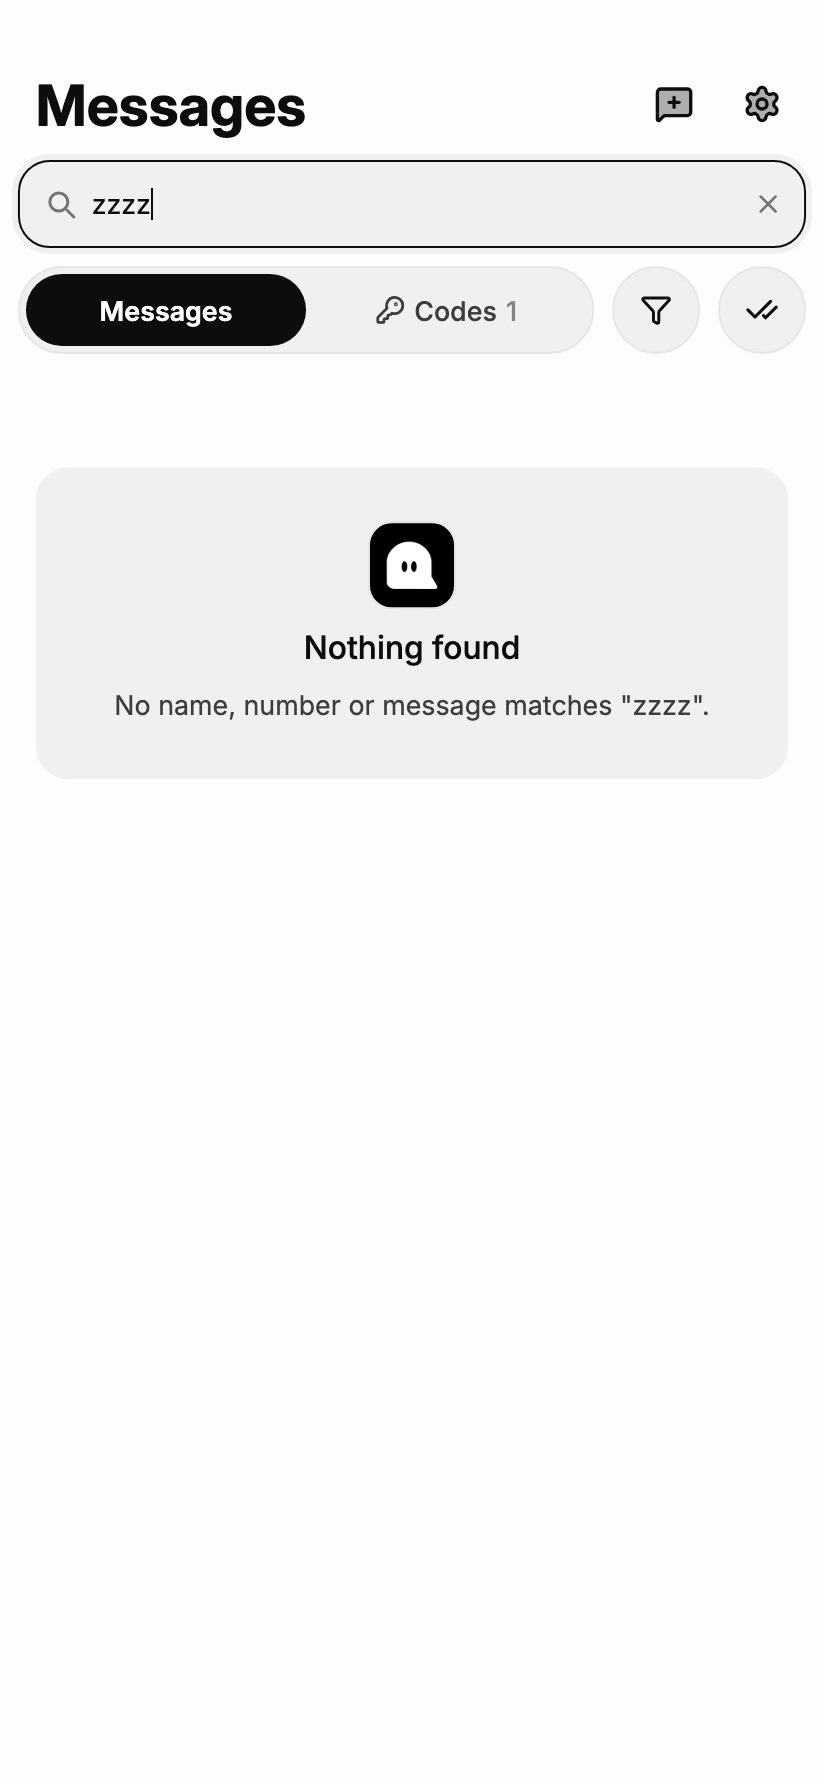 Messages
zzzz
Messages
Codes 1
Nothing found
No name, number or message matches "zzzz".